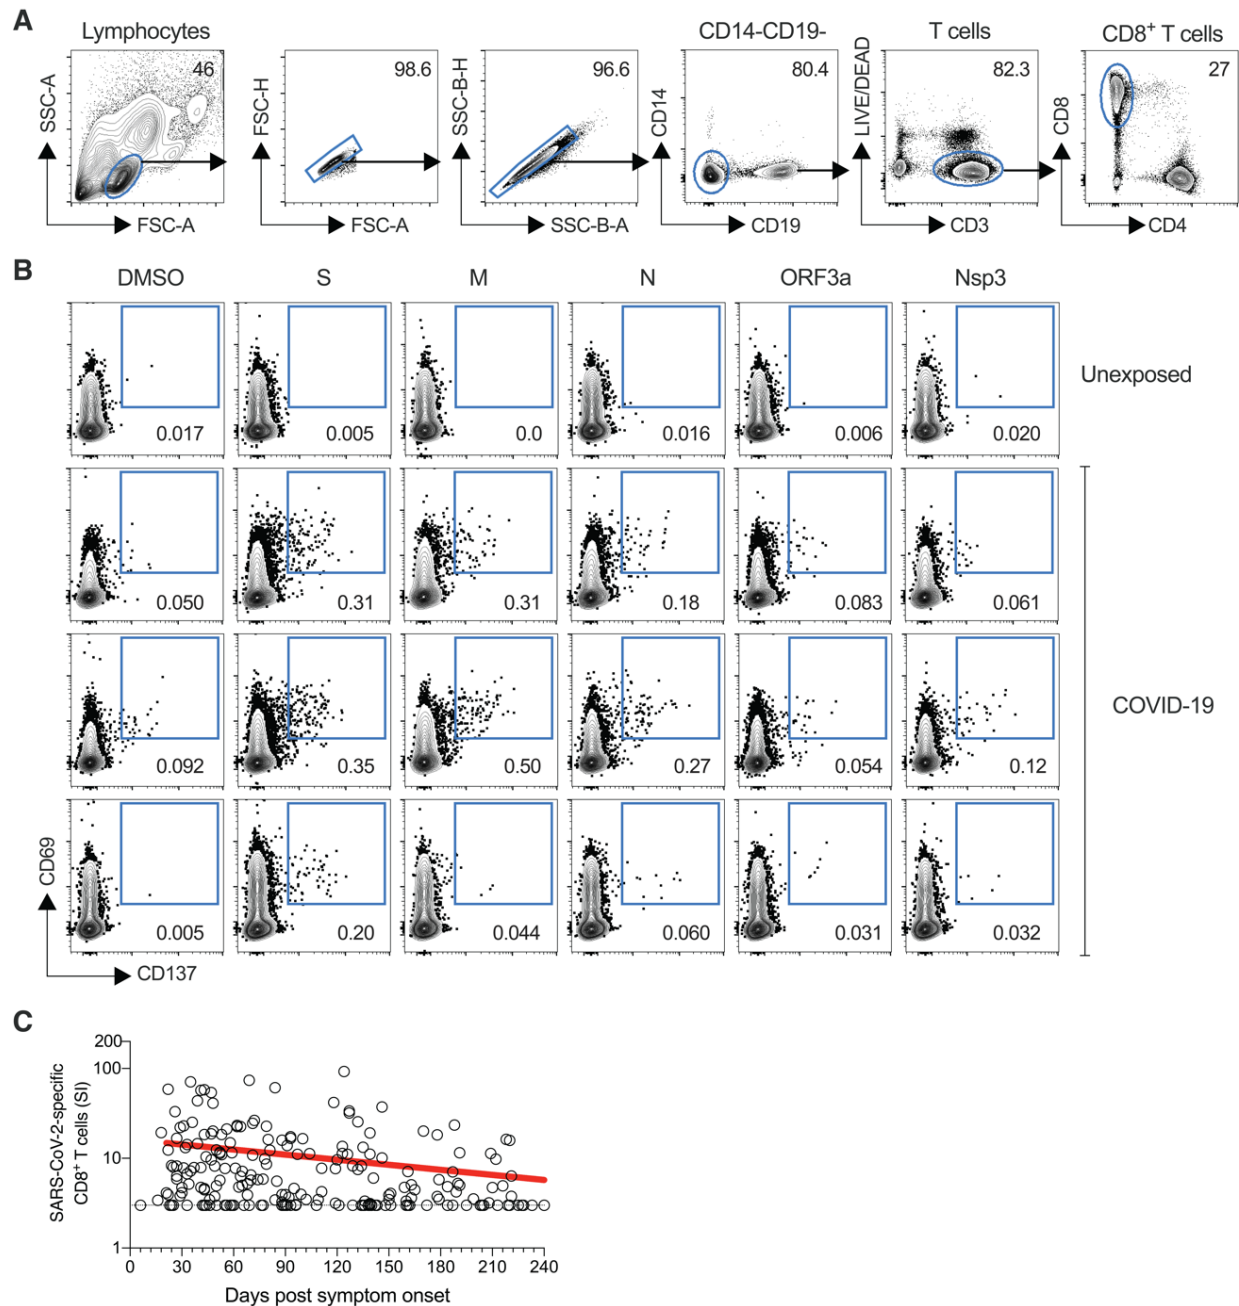 A
Lymphocytes
CD14-CD19-
T cells
CD8⁺ T cells
SSC-A
46
FSC-A
FSC-H
98.6
FSC-A
SSC-B-H
96.6
SSC-B-A
CD14
80.4
CD19
LIVE/DEAD
82.3
CD3
CD8
27
CD4
B
DMSO S M N ORF3a Nsp3
0.017 0.005 0.0 0.016 0.006 0.020
Unexposed
0.050 0.31 0.31 0.18 0.083 0.061
0.092 0.35 0.50 0.27 0.054 0.12
COVID-19
0.005 0.20 0.044 0.060 0.031 0.032
CD69
CD137
C
SARS-CoV-2-specific
CD8⁺ T cells (SI)
200
100
10
1
0 30 60 90 120 150 180 210 240
Days post symptom onset